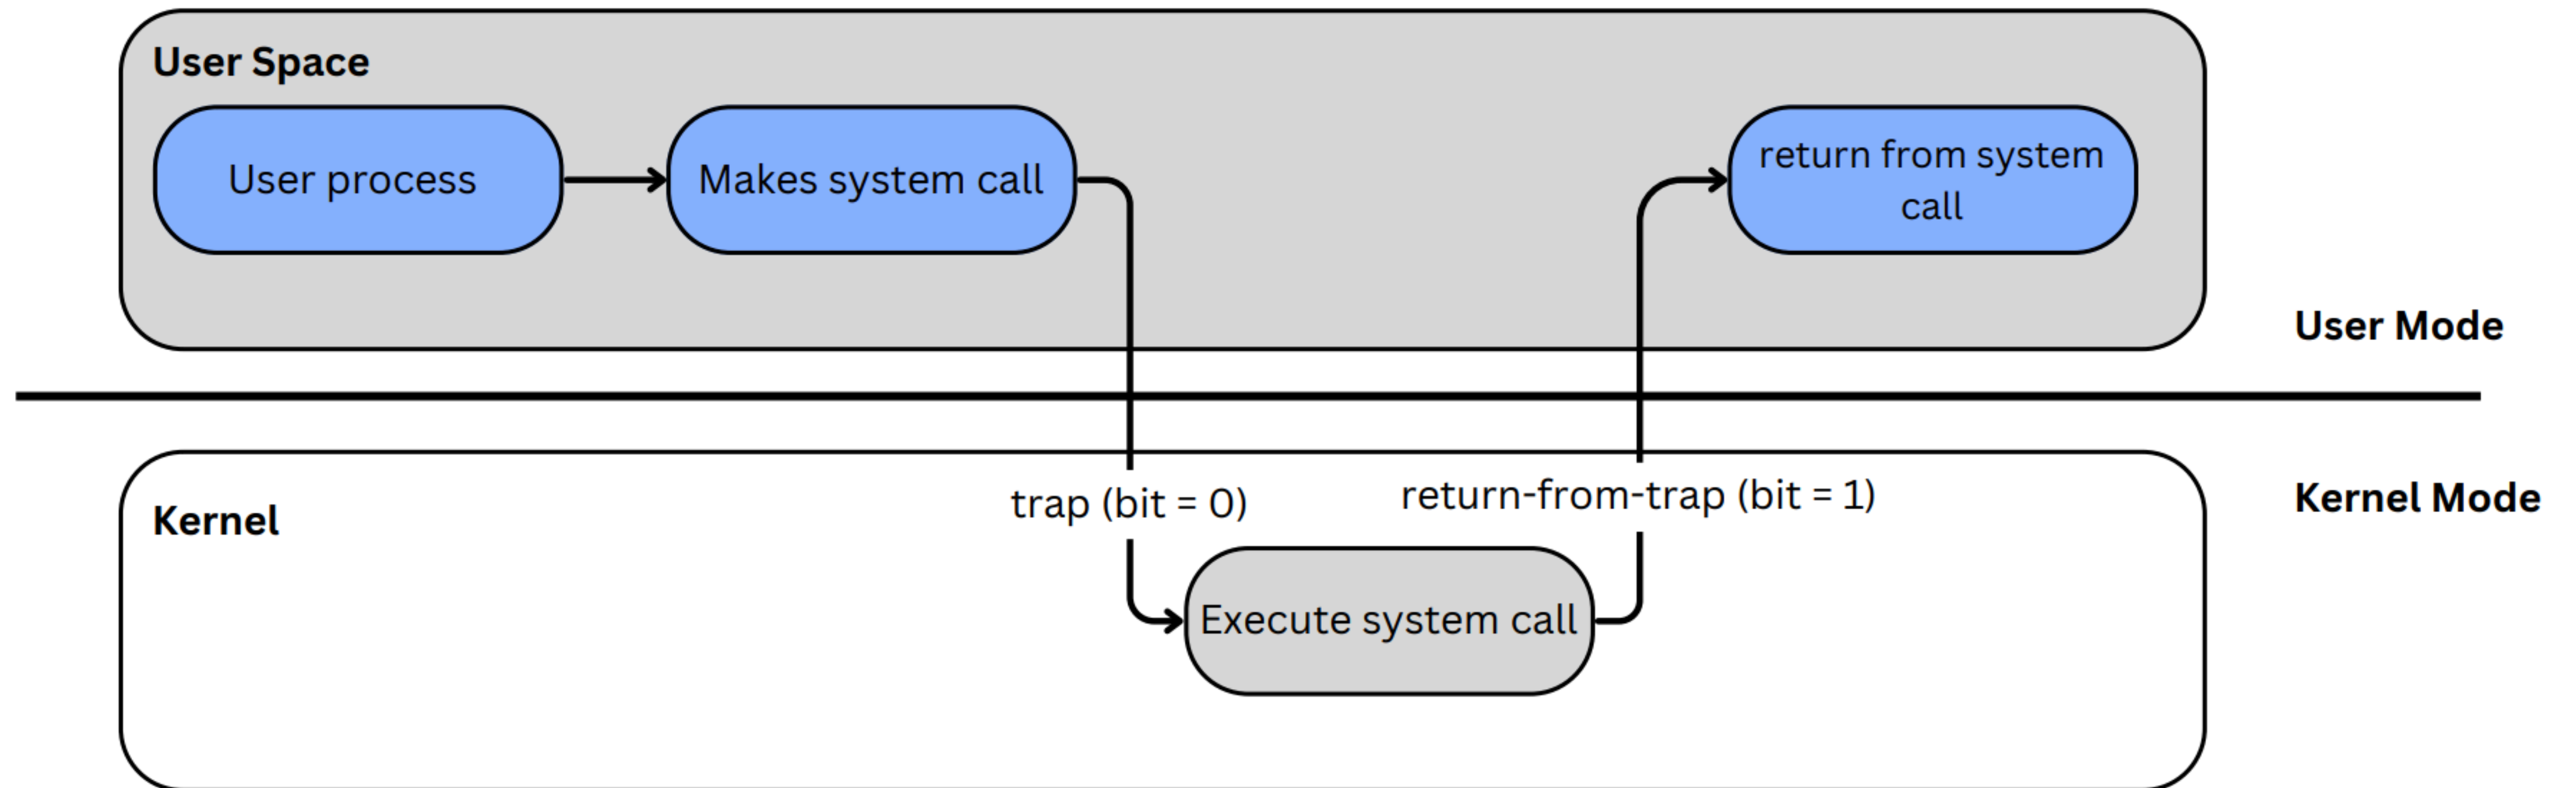 User Space
User process
Makes system call
return from system
call
User Mode
Kernel
trap (bit = 0)
return-from-trap (bit = 1)
Kernel Mode
Execute system call